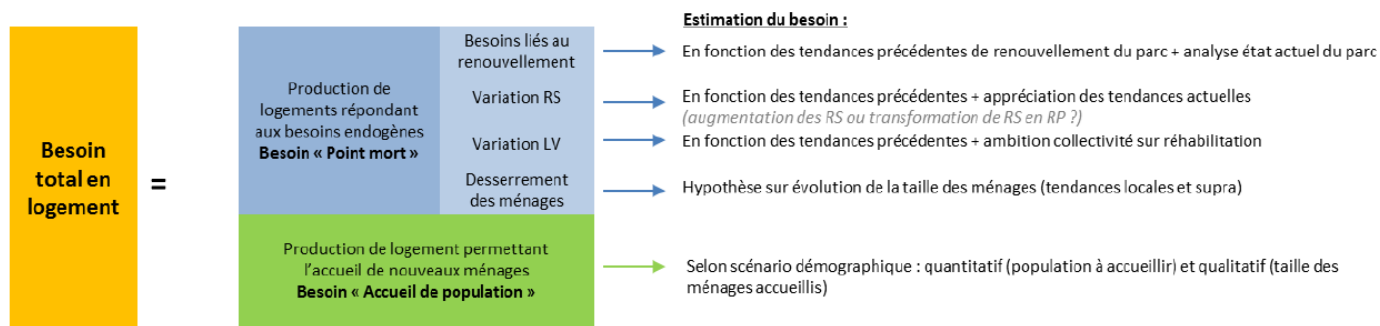 Estimation du besoin :
Besoin
total en
logement
=
Production de
logements répondant
aux besoins endogènes
Besoin « Point mort »
Besoins liés au
renouvellement
En fonction des tendances précédentes de renouvellement du parc + analyse état actuel du parc
Variation RS
En fonction des tendances précédentes + appréciation des tendances actuelles
(augmentation des RS ou transformation de RS en RP ?)
Variation LV
En fonction des tendances précédentes + ambition collectivité sur réhabilitation
Desserrement
des ménages
Hypothèse sur évolution de la taille des ménages (tendances locales et supra)
Production de logement permettant
l'accueil de nouveaux ménages
Besoin « Accueil de population »
Selon scénario démographique : quantitatif (population à accueillir) et qualitatif (taille des
ménages accueillis)